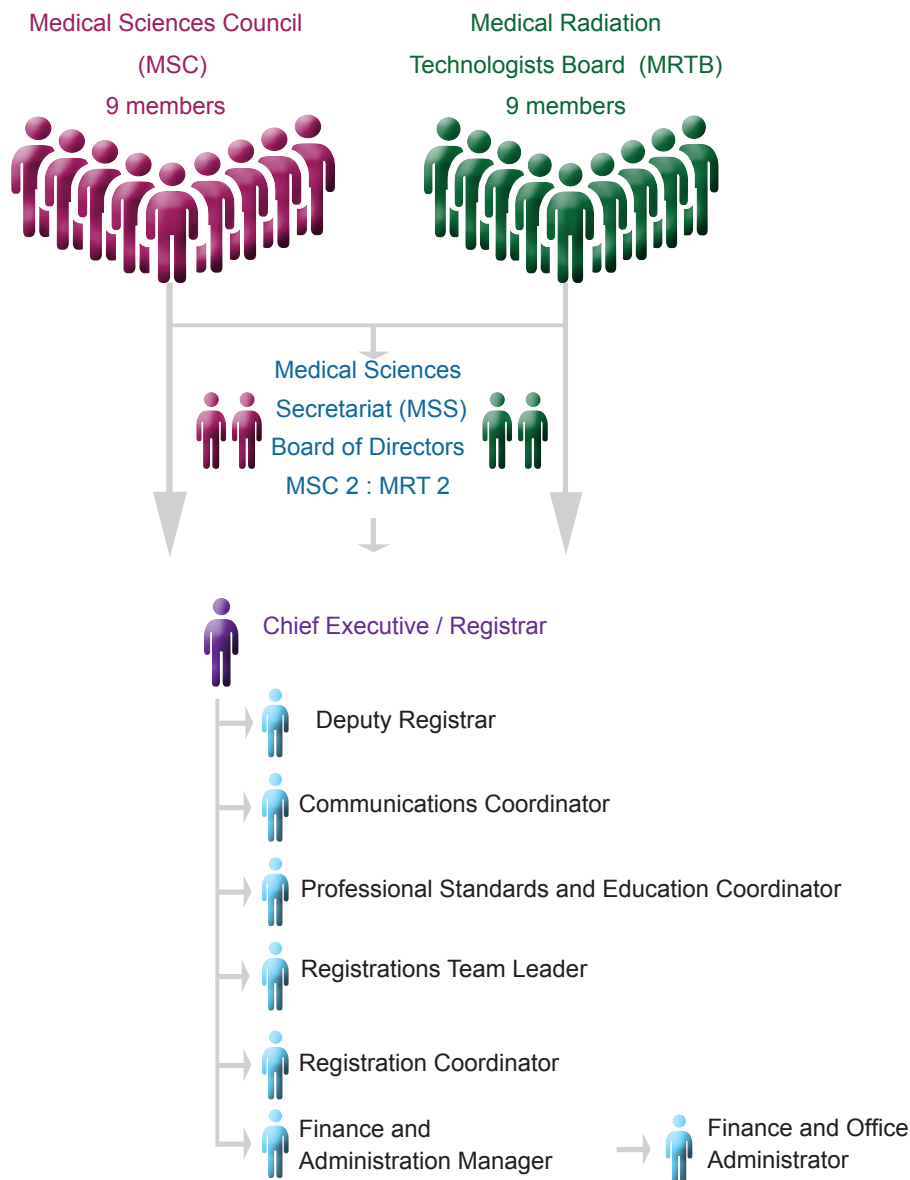 Medical Sciences Council
(MSC)
9 members
Medical Radiation
Technologists Board (MRTB)
9 members
Medical Sciences
Secretariat (MSS)
Board of Directors
MSC 2 : MRT 2
Chief Executive / Registrar
Deputy Registrar
Communications Coordinator
Professional Standards and Education Coordinator
Registrations Team Leader
Registration Coordinator
Finance and
Administration Manager
Finance and Office
Administrator